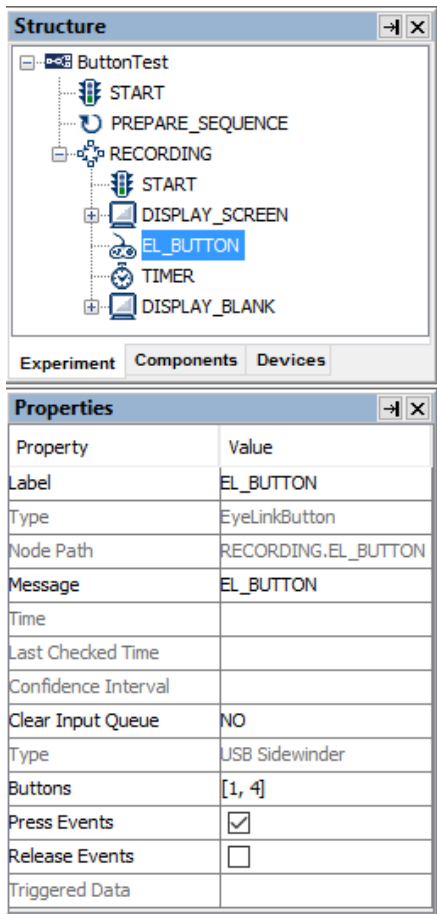 Structure
ButtonTest
START
PREPARE_SEQUENCE
RECORDING
START
DISPLAY_SCREEN
EL_BUTTON
TIMER
DISPLAY_BLANK
Experiment Components Devices
Properties
Property Value
Label EL_BUTTON
Type EyeLinkButton
Node Path RECORDING.EL_BUTTON
Message EL_BUTTON
Time
Last Checked Time
Confidence Interval
Clear Input Queue NO
Type USB Sidewinder
Buttons [1, 4]
Press Events
Release Events
Triggered Data